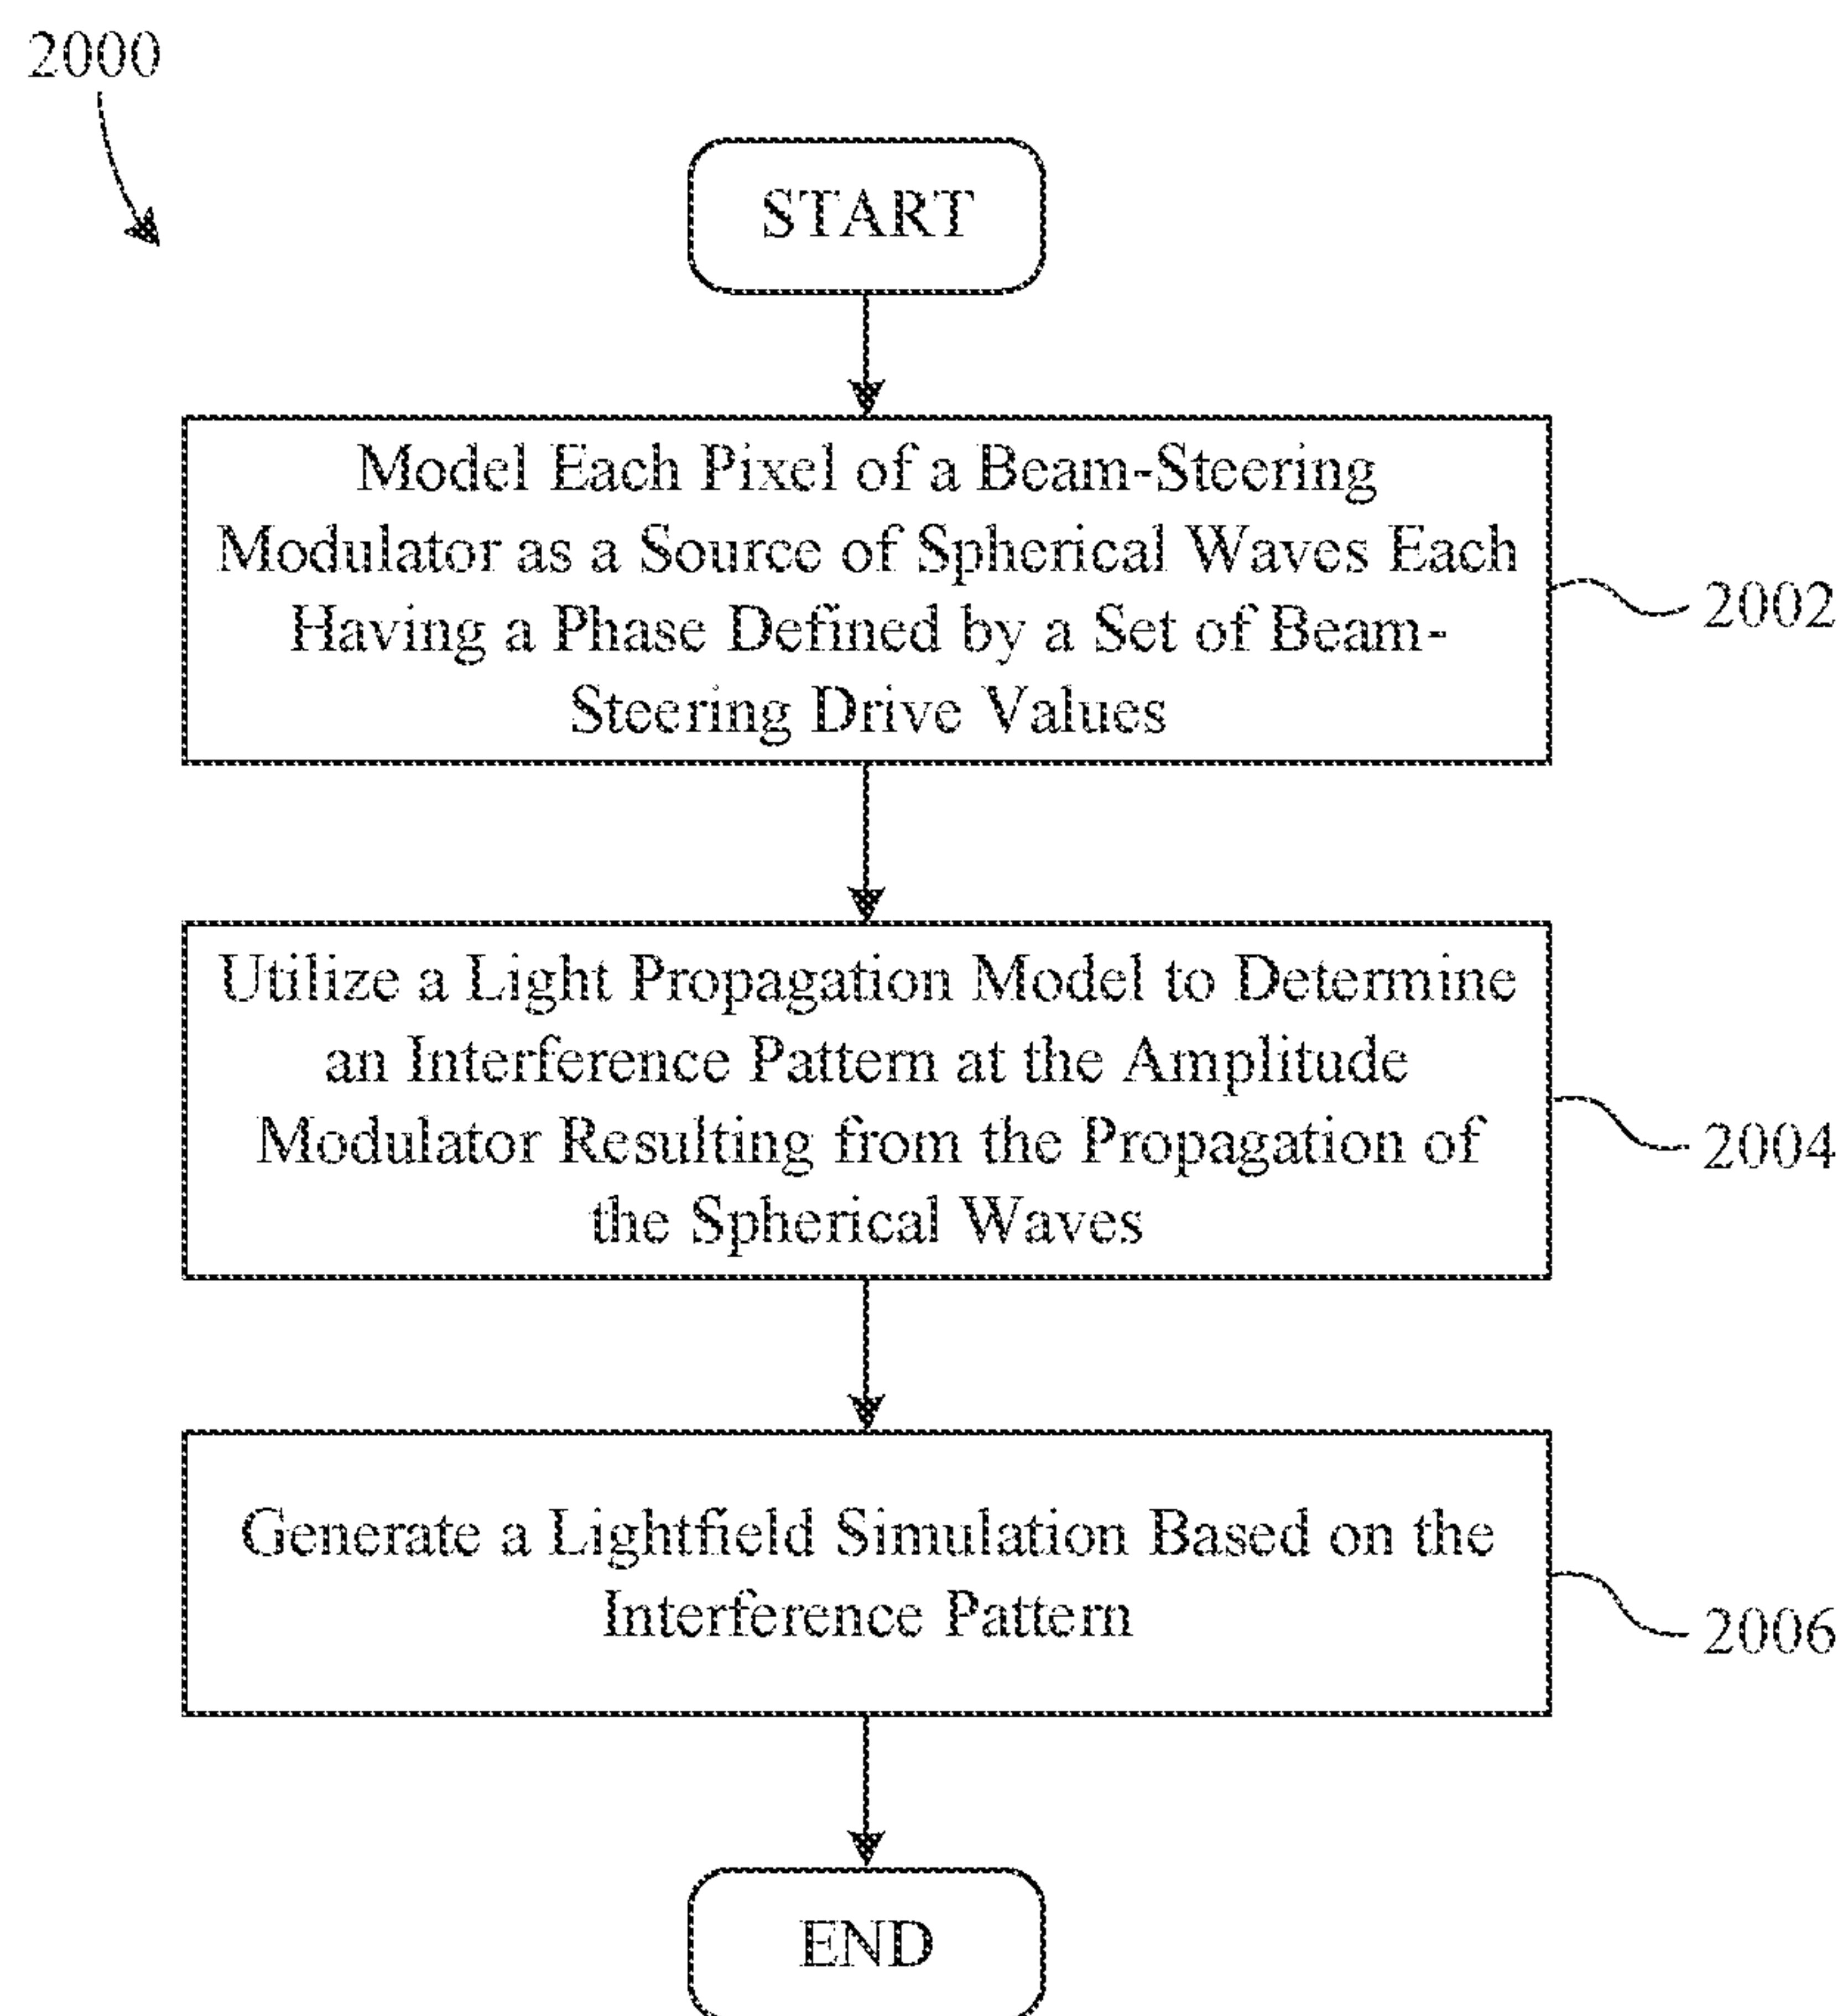 2000
START
Model Each Pixel of a Beam-Steering
Modulator as a Source of Spherical Waves Each
Having a Phase Defined by a Set of Beam-
Steering Drive Values
2002
Utilize a Light Propagation Model to Determine
an Interference Pattern at the Amplitude
Modulator Resulting from the Propagation of
the Spherical Waves
2004
Generate a Lightfield Simulation Based on the
Interference Pattern
2006
END